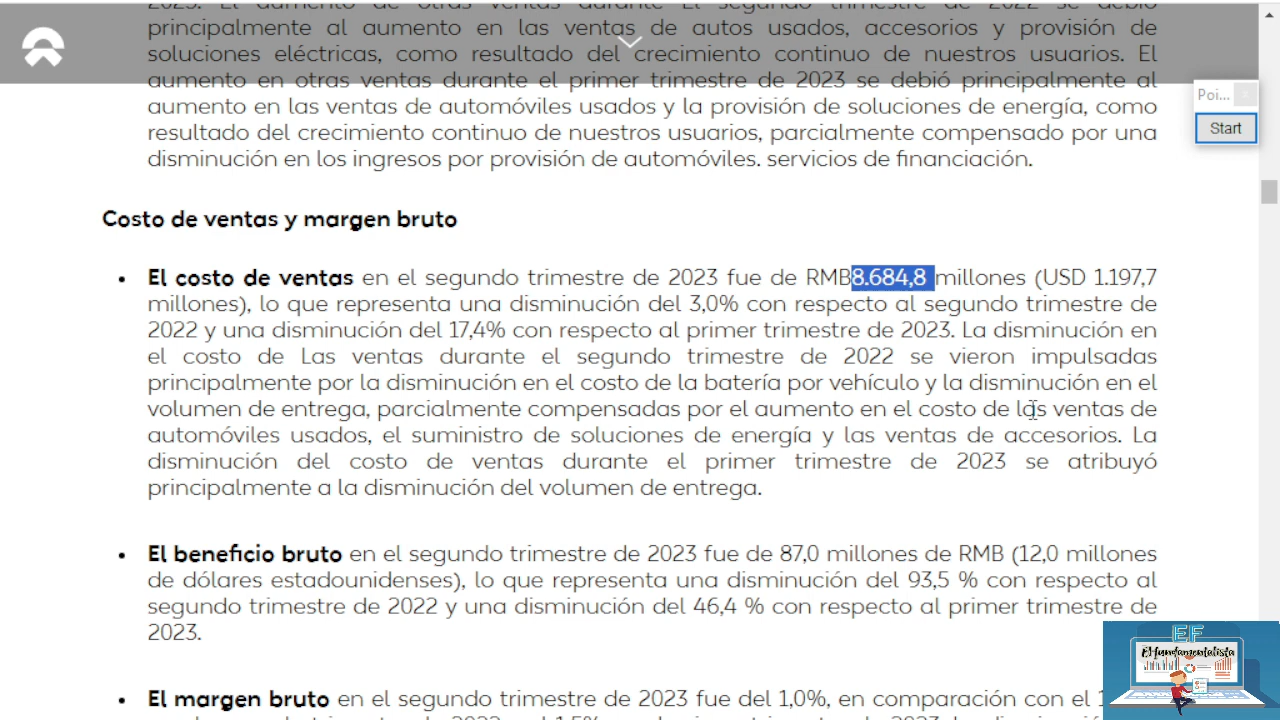 2023. El aumento de otras ventas durante El segundo trimestre de 2022 se debió
principalmente al aumento en las ventas de autos usados, accesorios y provisión de
soluciones eléctricas, como resultado del crecimiento continuo de nuestros usuarios. El
aumento en otras ventas durante el primer trimestre de 2023 se debió principalmente al
aumento en las ventas de automóviles usados y la provisión de soluciones de energía, como
resultado del crecimiento continuo de nuestros usuarios, parcialmente compensado por una
disminución en los ingresos por provisión de automóviles. servicios de financiación.
Poi...
Start
Costo de ventas y margen bruto
• El costo de ventas en el segundo trimestre de 2023 fue de RMB8.684,8 millones (USD 1.197,7
millones), lo que representa una disminución del 3,0% con respecto al segundo trimestre de
2022 y una disminución del 17,4% con respecto al primer trimestre de 2023. La disminución en
el costo de Las ventas durante el segundo trimestre de 2022 se vieron impulsadas
principalmente por la disminución en el costo de la batería por vehículo y la disminución en el
volumen de entrega, parcialmente compensadas por el aumento en el costo de las ventas de
automóviles usados, el suministro de soluciones de energía y las ventas de accesorios. La
disminución del costo de ventas durante el primer trimestre de 2023 se atribuyó
principalmente a la disminución del volumen de entrega.
• El beneficio bruto en el segundo trimestre de 2023 fue de 87,0 millones de RMB (12,0 millones
de dólares estadounidenses), lo que representa una disminución del 93,5 % con respecto al
segundo trimestre de 2022 y una disminución del 46,4 % con respecto al primer trimestre de
2023.
• El margen bruto en el segundo trimestre de 2023 fue del 1,0%, en comparación con el
EF
El fundamentalista